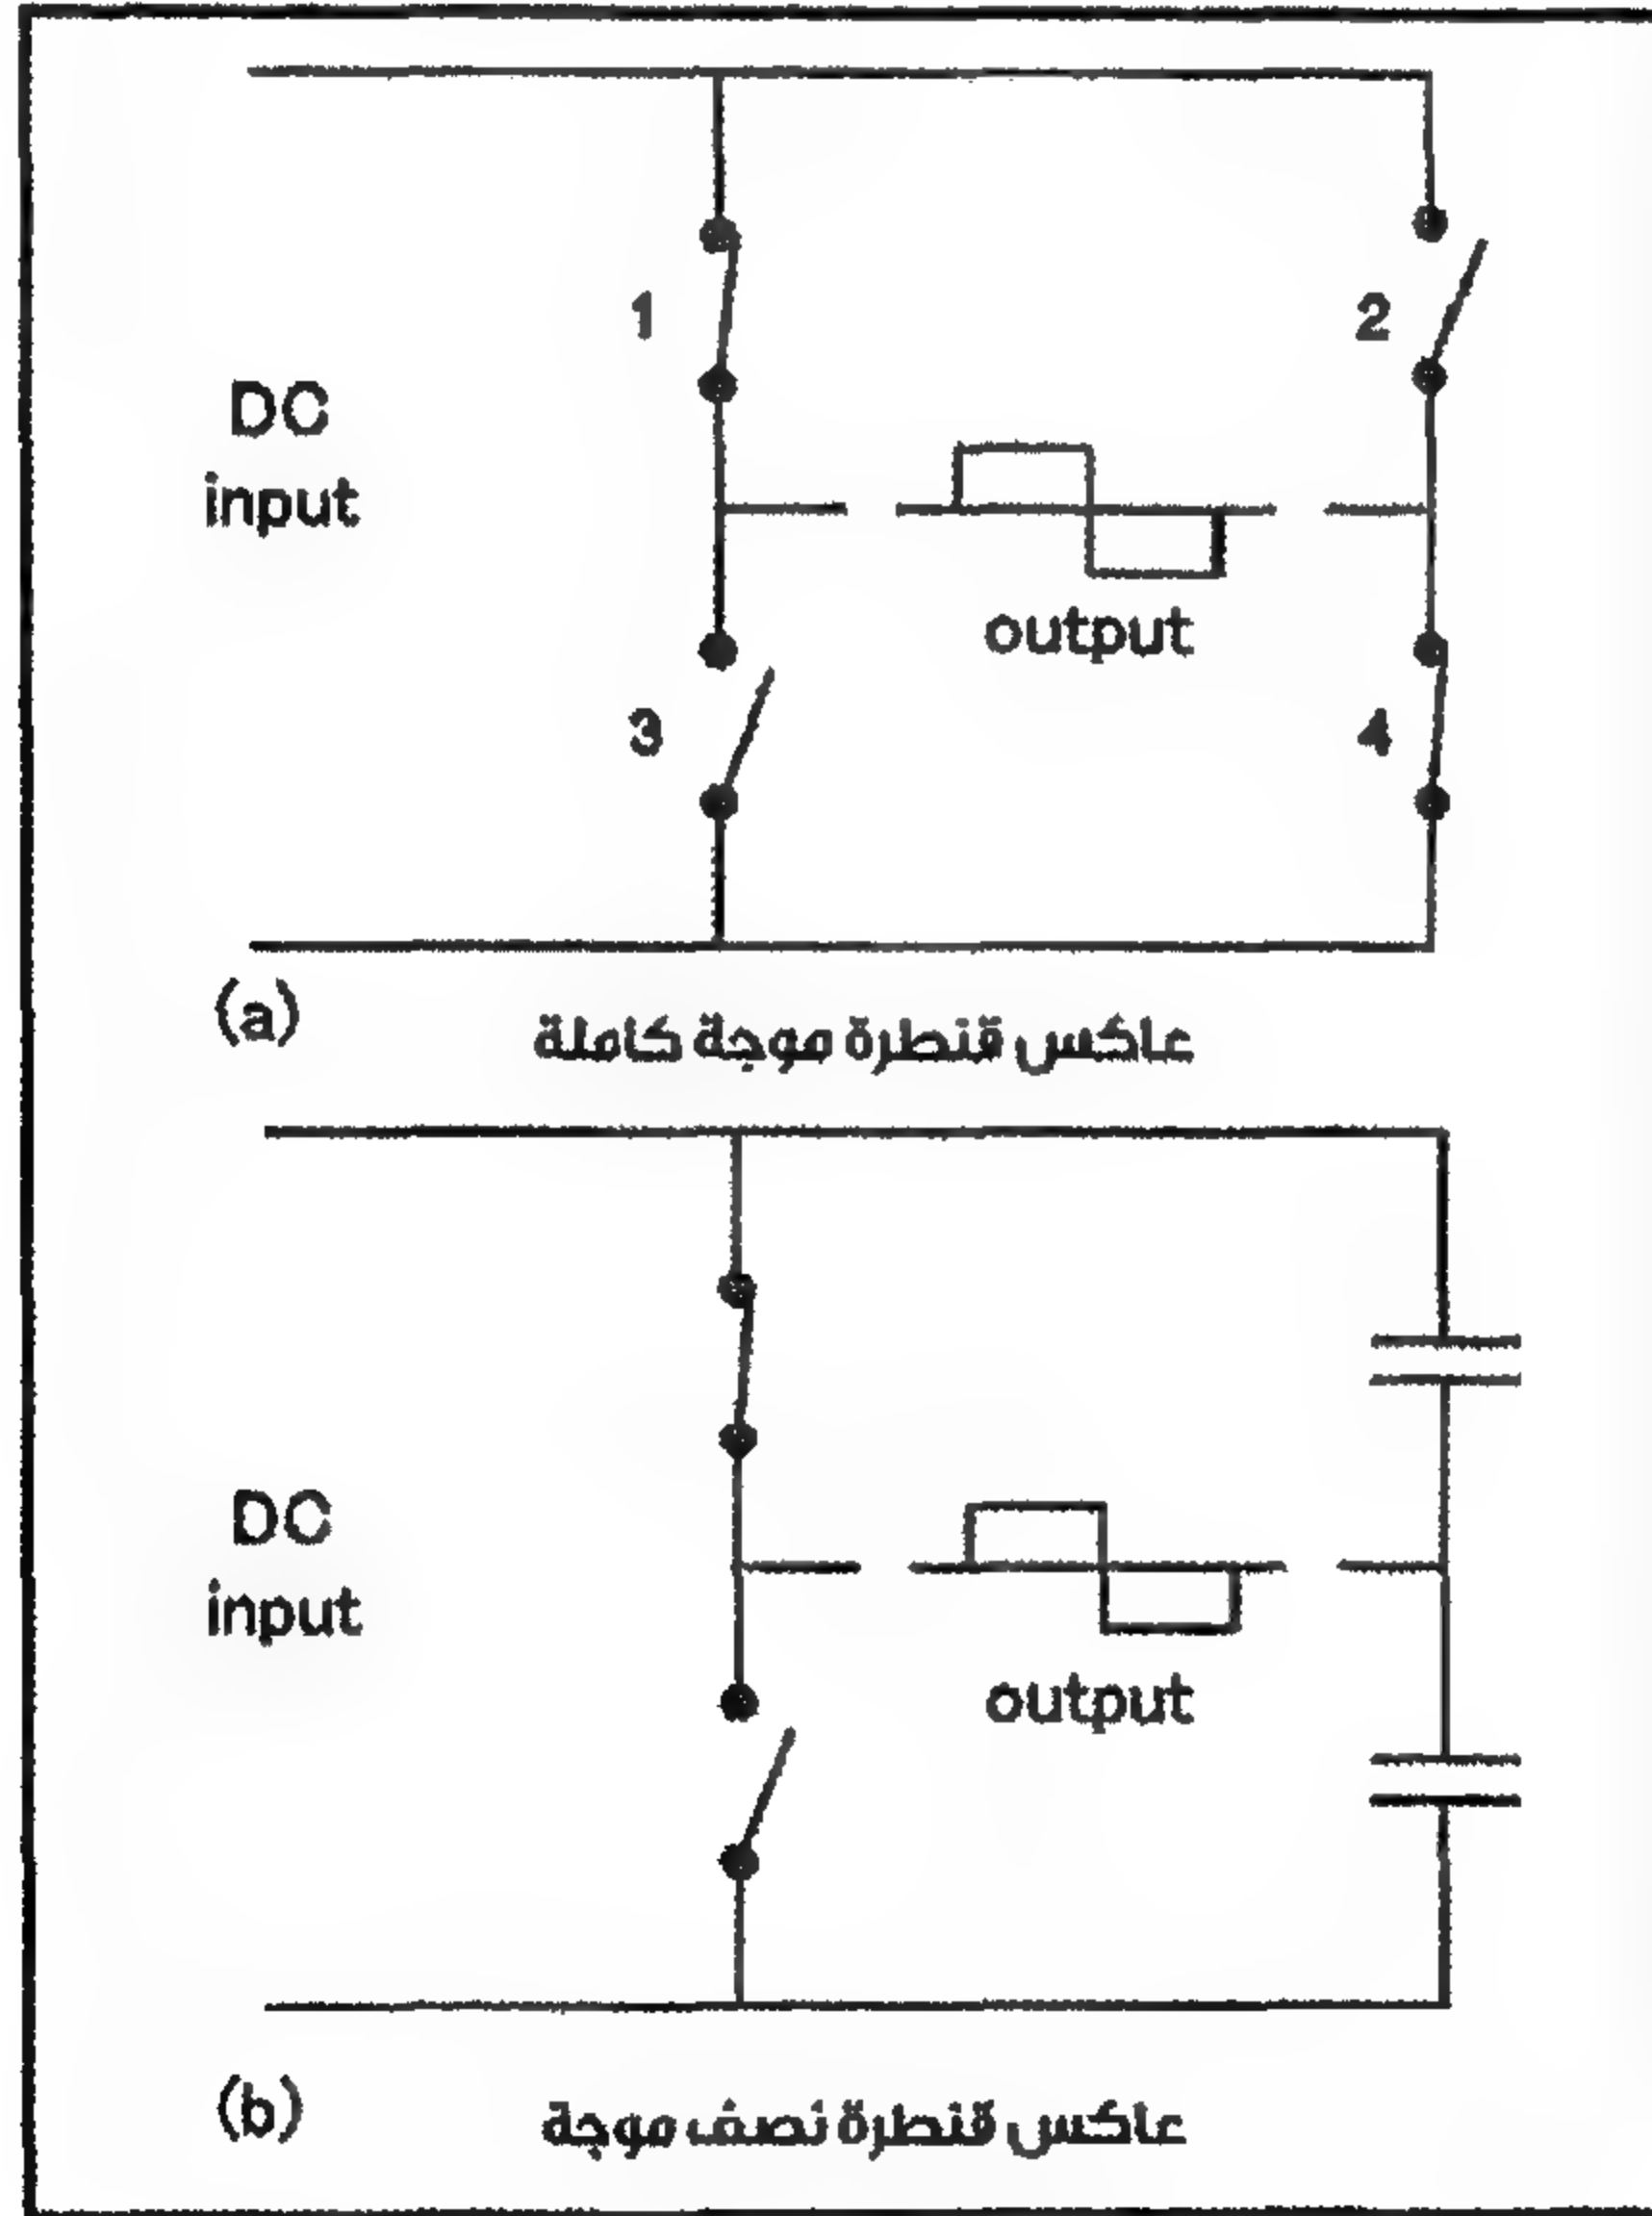 1
2
DC
input
output
3
4
(a)
عاكس قنطرة موجة كاملة
DC
input
output
(b)
عاكس قنطرة نصف موجة